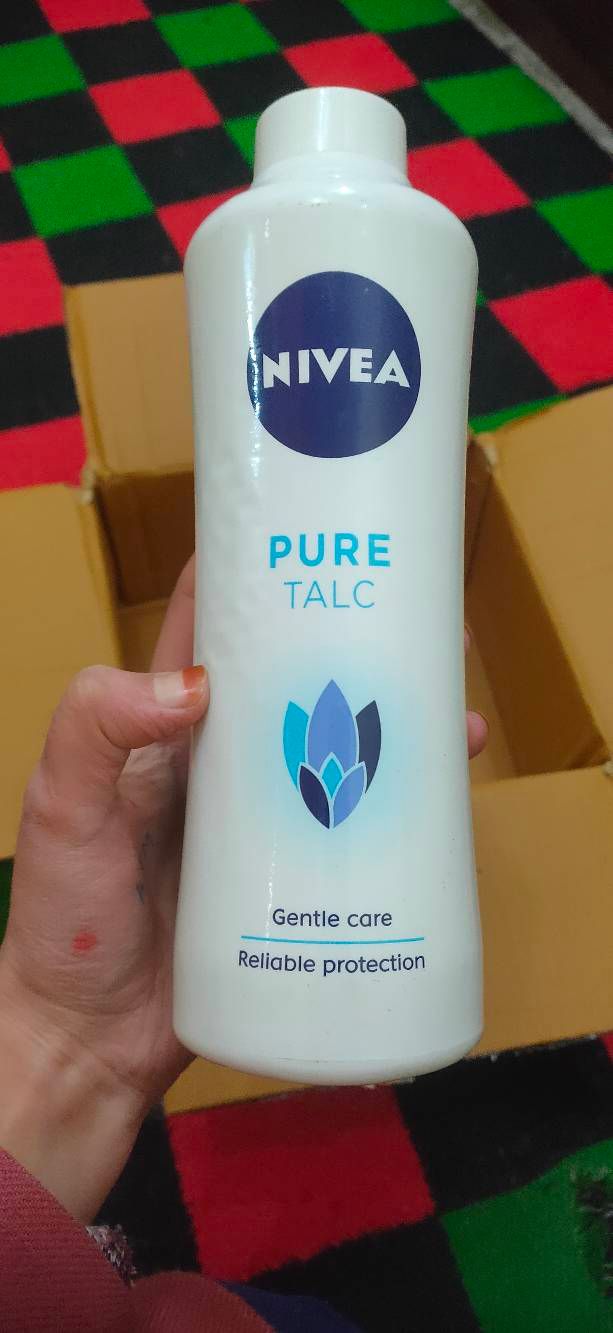 NIVEA
PURE
TALC
Gentle care
Reliable protection